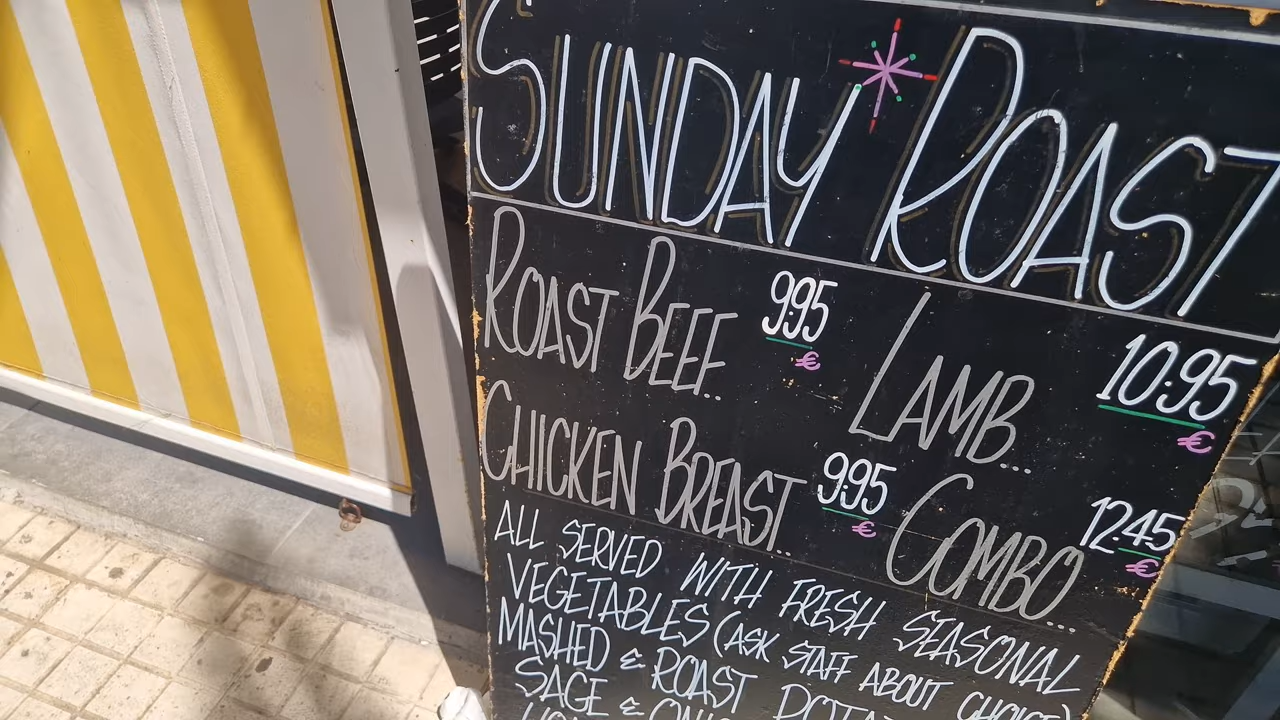 SUNDAY ROAST
ROAST BEEF.. 9.95 € LAMB... 10.95 €
CHICKEN BREAST.. 9.95 € COMBO... 12.45 €
ALL SERVED WITH FRESH SEASONAL
VEGETABLES (ASK STAFF ABOUT CHOICE)
MASHED & ROAST
SAGE &